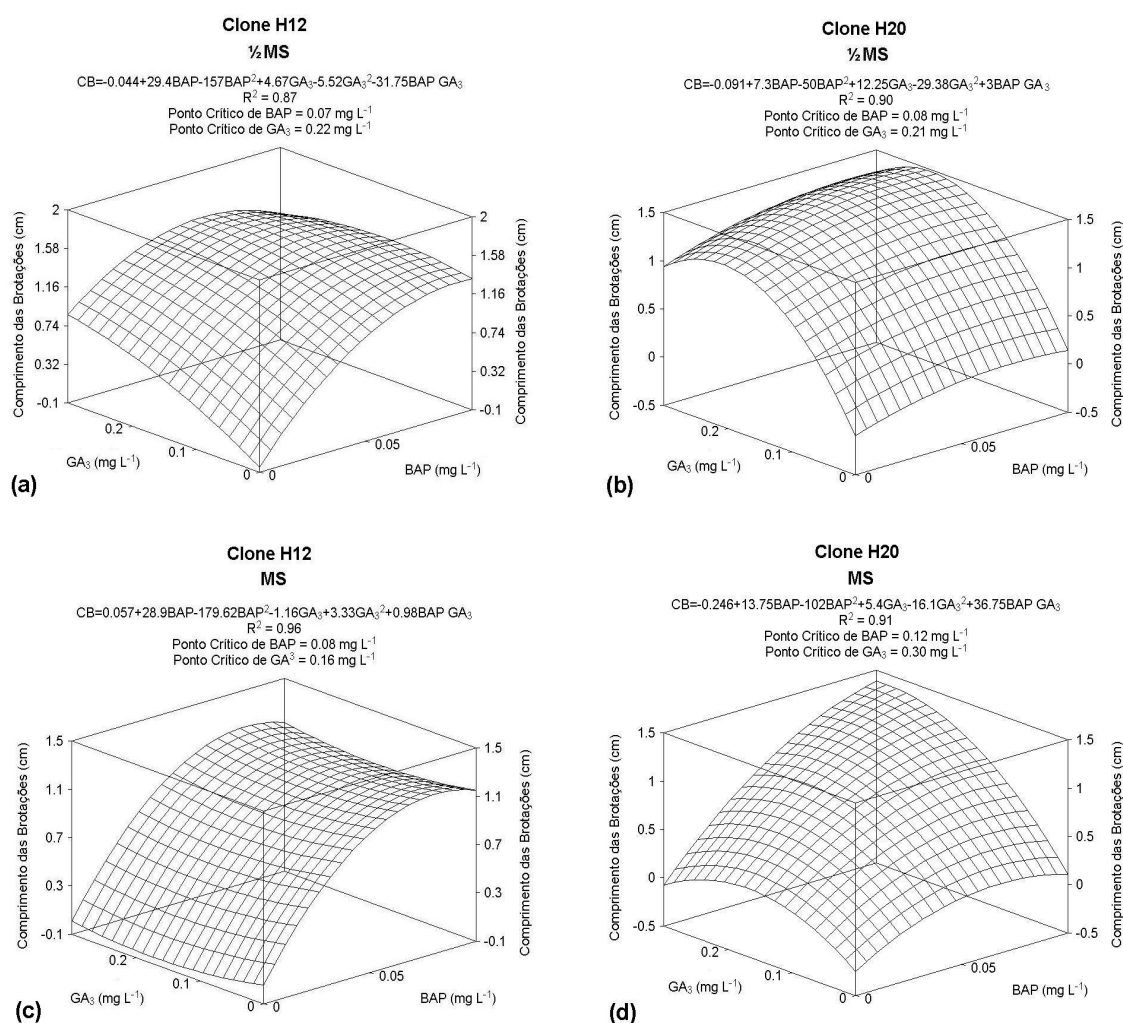 Clone H12
½MS
CB=-0.044+29.4BAP-157BAP²+4.67GA₃-5.52GA₃²-31.75BAP GA₃
R² = 0.87
Ponto Crítico de BAP = 0.07 mg L⁻¹
Ponto Crítico de GA₃ = 0.22 mg L⁻¹
Comprimento das Brotações (cm)
2
1.58
1.16
0.74
0.32
-0.1
2
1.58
1.16
0.74
0.32
-0.1
Comprimento das Brotações (cm)
0.2
0.1
0
GA₃ (mg L⁻¹)
0
0.05
BAP (mg L⁻¹)
(a)
Clone H20
½MS
CB=-0.091+7.3BAP-50BAP²+12.25GA₃-29.38GA₃²+3BAP GA₃
R² = 0.90
Ponto Crítico de BAP = 0.08 mg L⁻¹
Ponto Crítico de GA₃ = 0.21 mg L⁻¹
Comprimento das Brotações (cm)
1.5
1
0.5
0
-0.5
1.5
1
0.5
0
-0.5
Comprimento das Brotações (cm)
0.2
0.1
0
GA₃ (mg L⁻¹)
0
0.05
BAP (mg L⁻¹)
(b)
Clone H12
MS
CB=0.057+28.9BAP-179.62BAP²-1.16GA₃+3.33GA₃²+0.98BAP GA₃
R² = 0.96
Ponto Crítico de BAP = 0.08 mg L⁻¹
Ponto Crítico de GA³ = 0.16 mg L⁻¹
Comprimento das Brotações (cm)
1.5
1.1
0.7
0.3
-0.1
1.5
1.1
0.7
0.3
-0.1
Comprimento das Brotações (cm)
0.2
0.1
0
GA₃ (mg L⁻¹)
0
0.05
BAP (mg L⁻¹)
(c)
Clone H20
MS
CB=-0.246+13.75BAP-102BAP²+5.4GA₃-16.1GA₃²+36.75BAP GA₃
R² = 0.91
Ponto Crítico de BAP = 0.12 mg L⁻¹
Ponto Crítico de GA₃ = 0.30 mg L⁻¹
Comprimento das Brotações (cm)
1.5
1
0.5
0
-0.5
1.5
1
0.5
0
-0.5
Comprimento das Brotações (cm)
0.2
0.1
0
GA₃ (mg L⁻¹)
0
0.05
BAP (mg L⁻¹)
(d)